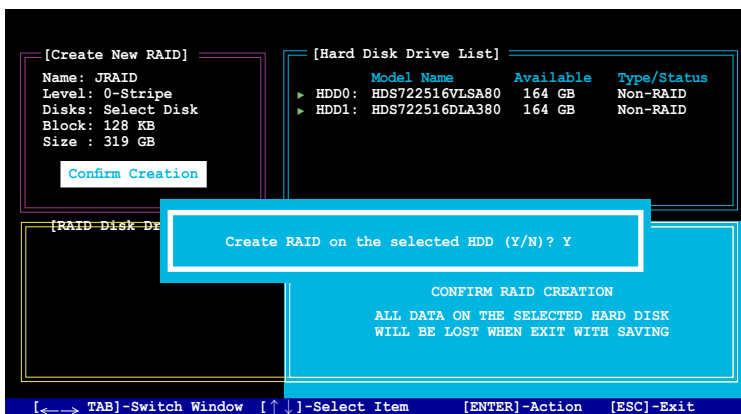 [Create New RAID]
Name: JRAID
Level: 0-Stripe
Disks: Select Disk
Block: 128 KB
Size : 319 GB
Confirm Creation
[Hard Disk Drive List]
Model Name Available Type/Status
HDD0: HDS722516VLSA80 164 GB Non-RAID
HDD1: HDS722516DLA380 164 GB Non-RAID
[RAID Disk Dr
Create RAID on the selected HDD (Y/N)? Y
CONFIRM RAID CREATION
ALL DATA ON THE SELECTED HARD DISK
WILL BE LOST WHEN EXIT WITH SAVING
[←→ TAB]-Switch Window [↑↓]-Select Item [ENTER]-Action [ESC]-Exit